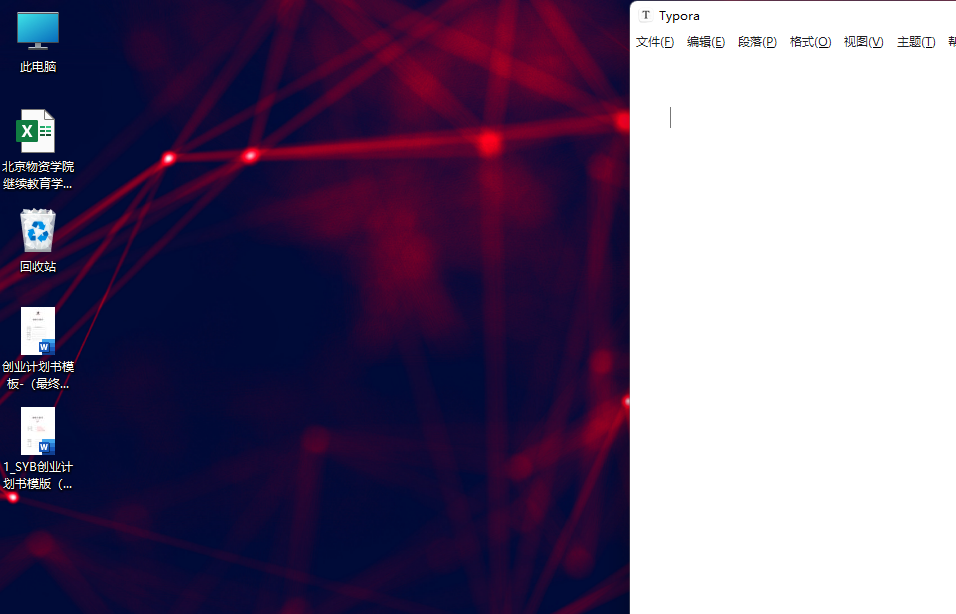 此电脑
北京物资学院
继续教育学...
回收站
创业计划书模
板-（最终...
1_SYB创业计
划书模版（...
Typora
文件(F) 编辑(E) 段落(P) 格式(O) 视图(V) 主题(T)